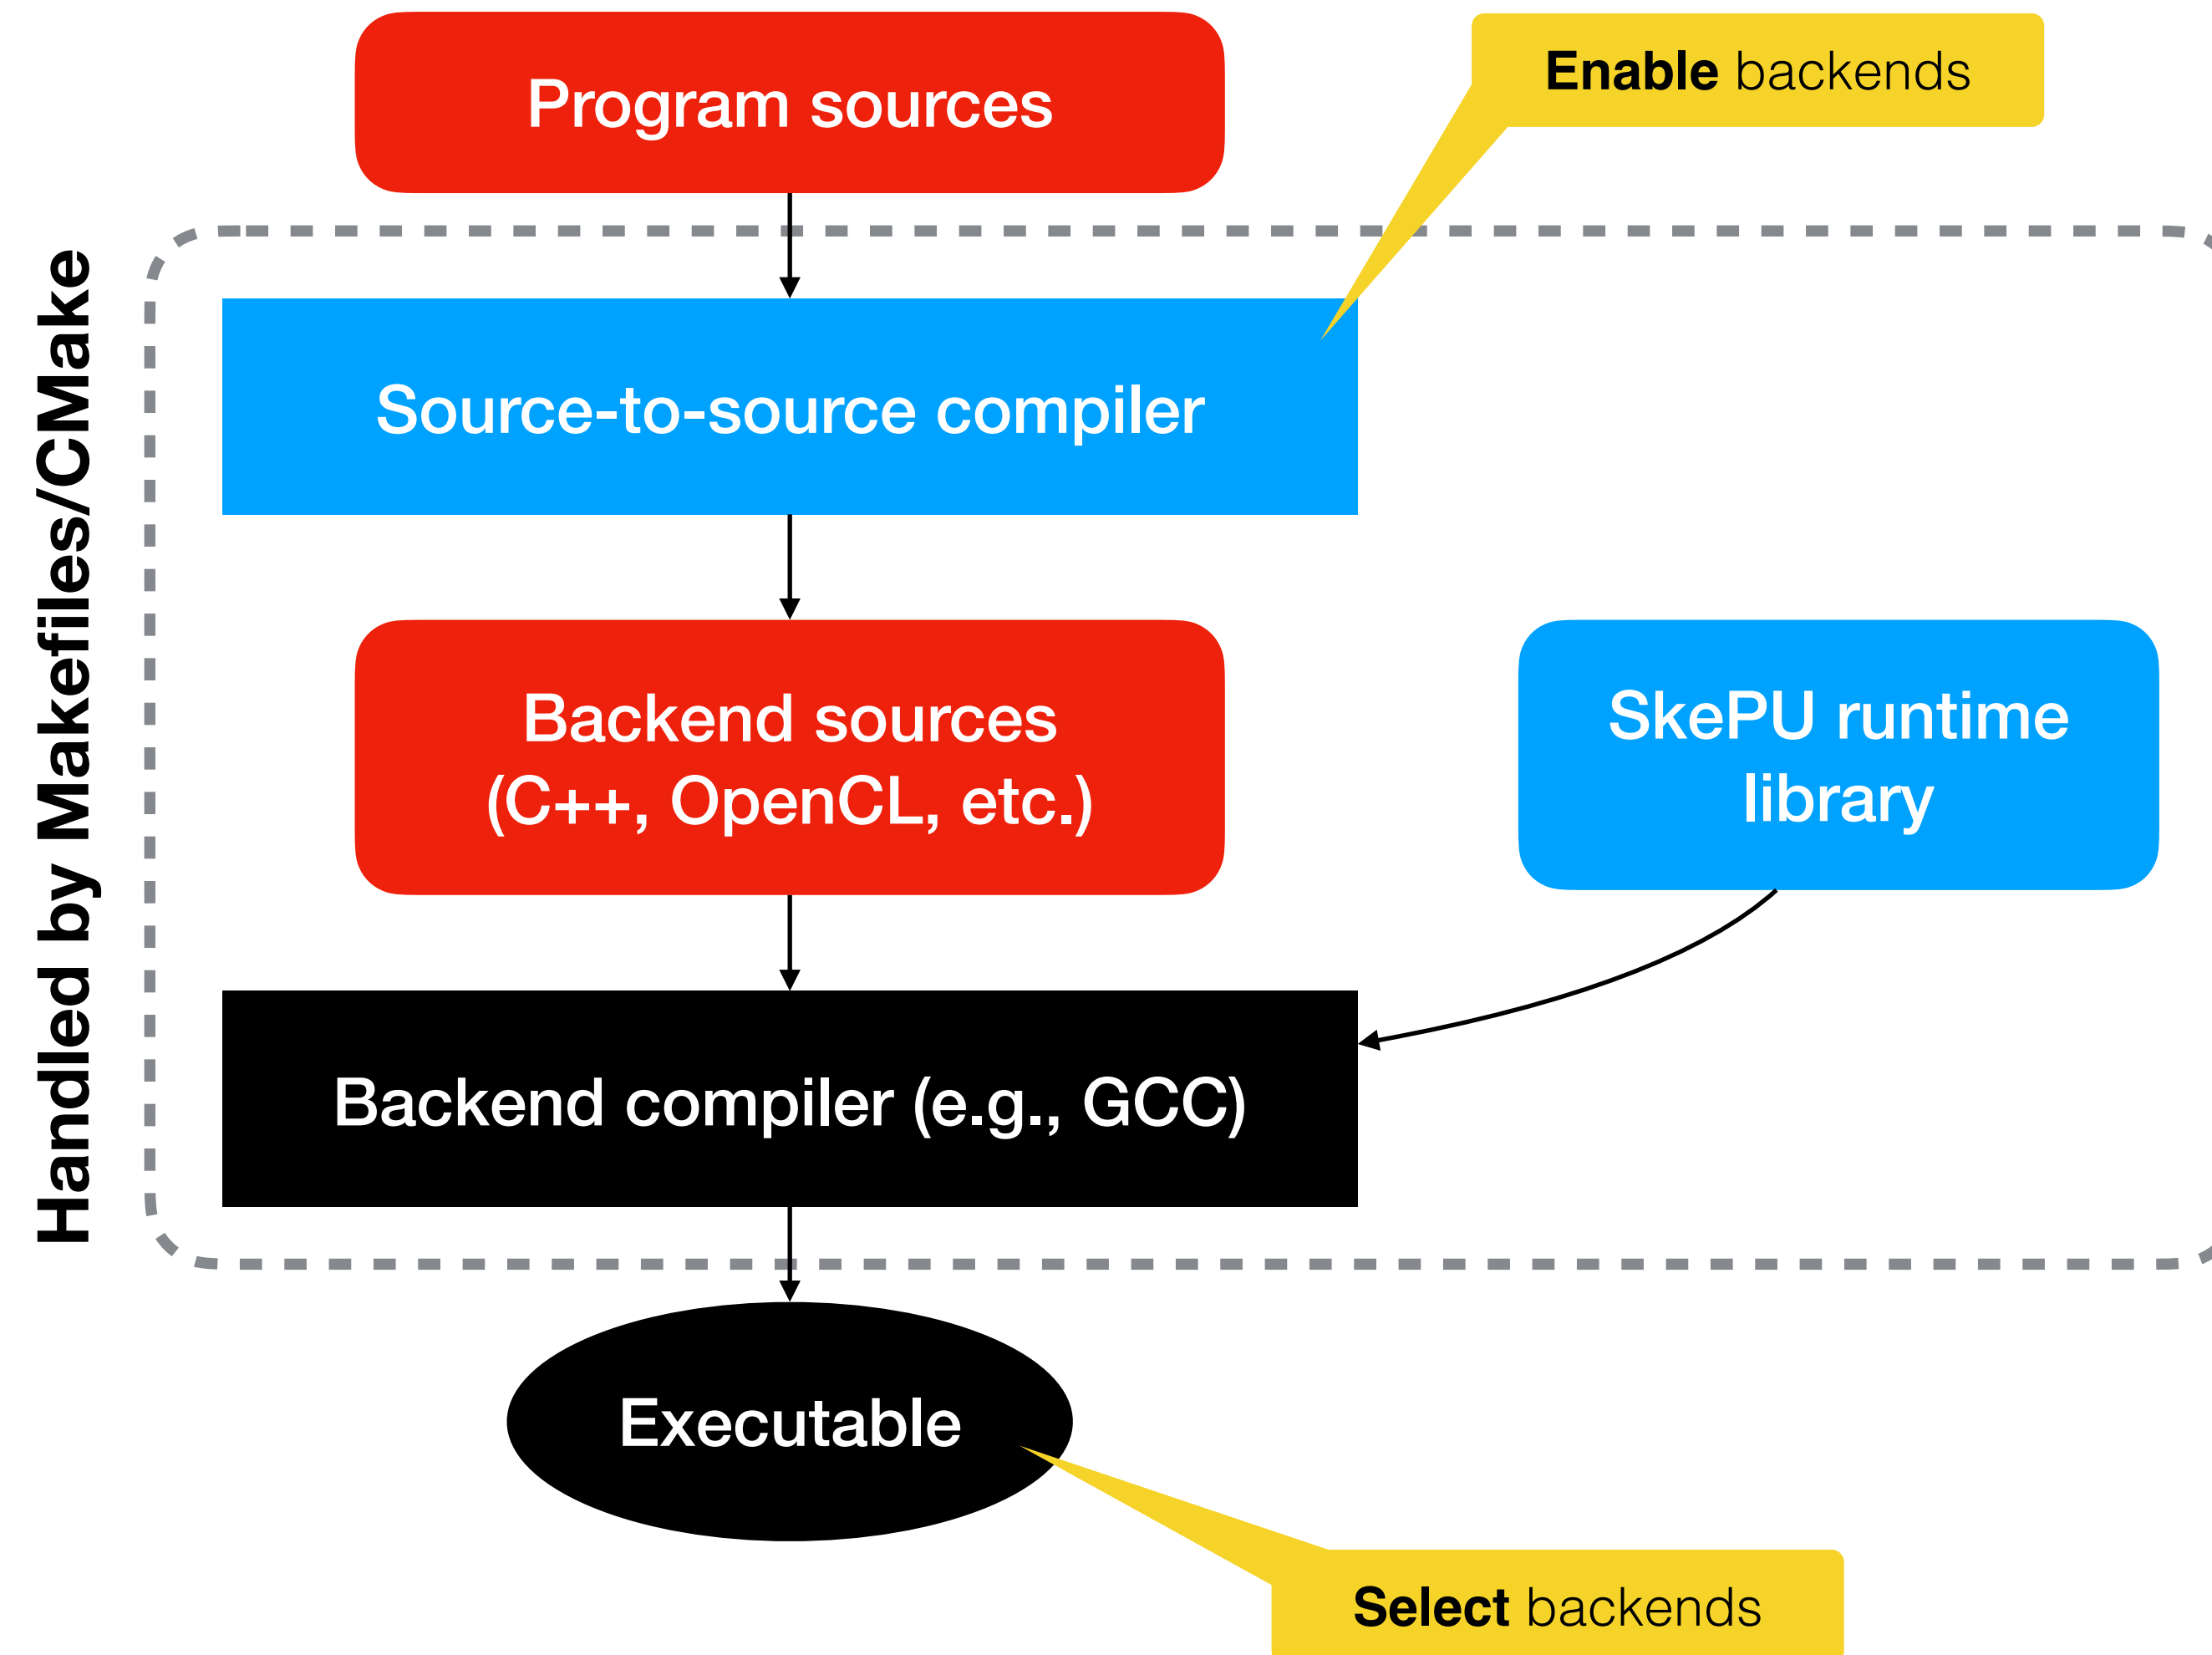 Program sources
Enable backends
Handled by Makefiles/CMake
Source-to-source compiler
Backend sources
(C++, OpenCL, etc.)
SkePU runtime
library
Backend compiler (e.g., GCC)
Executable
Select backends